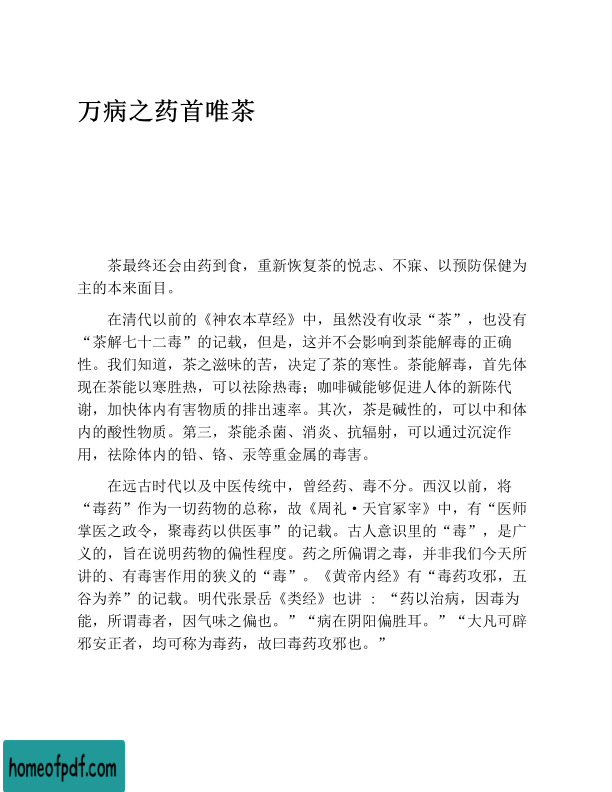 万病之药首唯茶
茶最终还会由药到食，重新恢复茶的悦志、不寐、以预防保健为
主的本来面目。
在清代以前的《神农本草经》中，虽然没有收录“茶”，也没有
“茶解七十二毒”的记载，但是，这并不会影响到茶能解毒的正确
性。我们知道，茶之滋味的苦，决定了茶的寒性。茶能解毒，首先体
现在茶能以寒胜热，可以祛除热毒；咖啡碱能够促进人体的新陈代
谢，加快体内有害物质的排出速率。其次，茶是碱性的，可以中和体
内的酸性物质。第三，茶能杀菌、消炎、抗辐射，可以通过沉淀作
用，祛除体内的铅、铬、汞等重金属的毒害。
在远古时代以及中医传统中，曾经药、毒不分。西汉以前，将
“毒药”作为一切药物的总称，故《周礼·天官冢宰》中，有“医师
掌医之政令，聚毒药以供医事”的记载。古人意识里的“毒”，是广
义的，旨在说明药物的偏性程度。药之所偏谓之毒，并非我们今天所
讲的、有毒害作用的狭义的“毒”。《黄帝内经》有“毒药攻邪，五
谷为养”的记载。明代张景岳《类经》也讲 ：“药以治病，因毒为
能，所谓毒者，因气味之偏也。”“病在阴阳偏胜耳。”“大凡可辟
邪安正者，均可称为毒药，故曰毒药攻邪也。”
homeofpdf.com